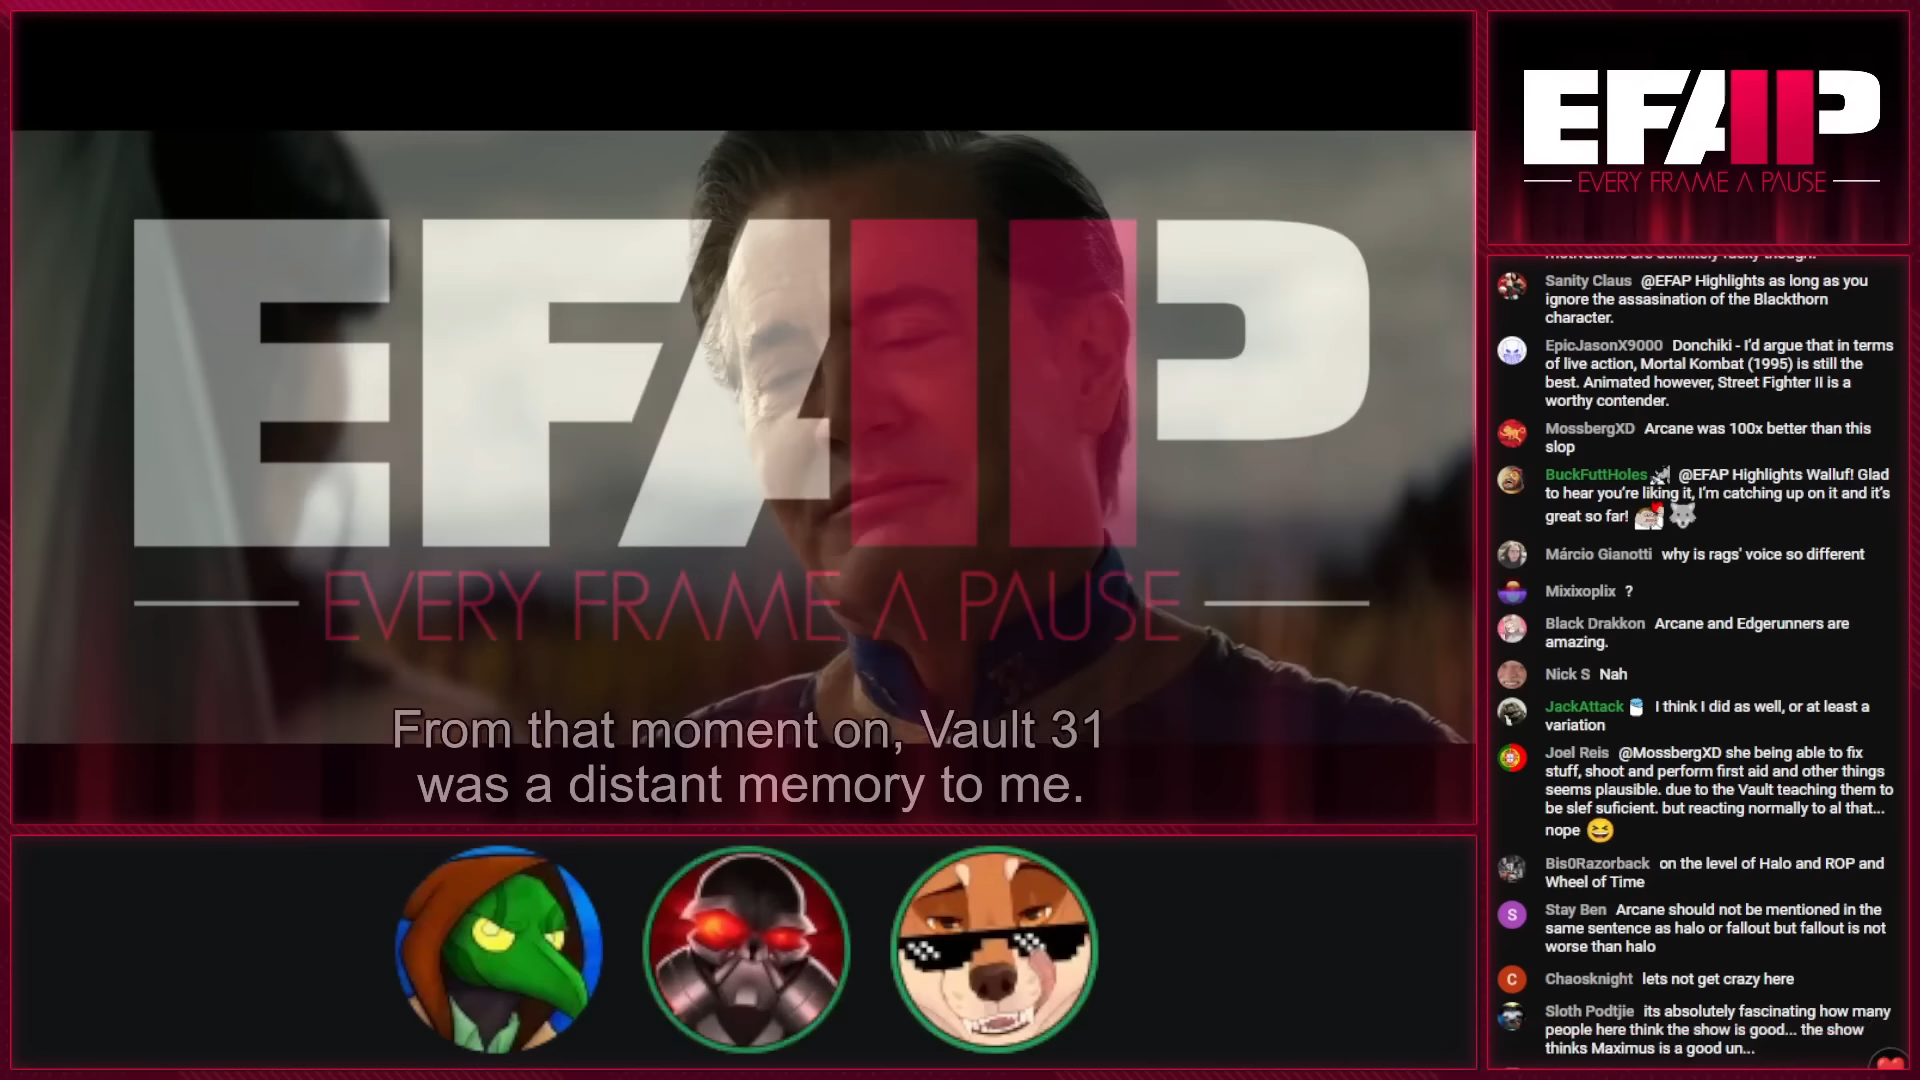 EFAP
EVERY FRAME A PAUSE
From that moment on, Vault 31
was a distant memory to me.
EFAP
EVERY FRAME A PAUSE
motivations are definitely rusky though.
Sanity Claus @EFAP Highlights as long as you
ignore the assasination of the Blackthorn
character.
EpicJasonX9000 Donchiki - I'd argue that in terms
of live action, Mortal Kombat (1995) is still the
best. Animated however, Street Fighter II is a
worthy contender.
MossbergXD Arcane was 100x better than this
slop
BuckFuttHoles @EFAP Highlights Walluf! Glad
to hear you're liking it, I'm catching up on it and it's
great so far!
Márcio Gianotti why is rags' voice so different
Mixixoplix ?
Black Drakkon Arcane and Edgerunners are
amazing.
Nick S Nah
JackAttack I think I did as well, or at least a
variation
Joel Reis @MossbergXD she being able to fix
stuff, shoot and perform first aid and other things
seems plausible. due to the Vault teaching them to
be slef suficient. but reacting normally to al that...
nope
Bis0Razorback on the level of Halo and ROP and
Wheel of Time
S
Stay Ben Arcane should not be mentioned in the
same sentence as halo or fallout but fallout is not
worse than halo
C
Chaosknight lets not get crazy here
Sloth Podtjie its absolutely fascinating how many
people here think the show is good... the show
thinks Maximus is a good un...